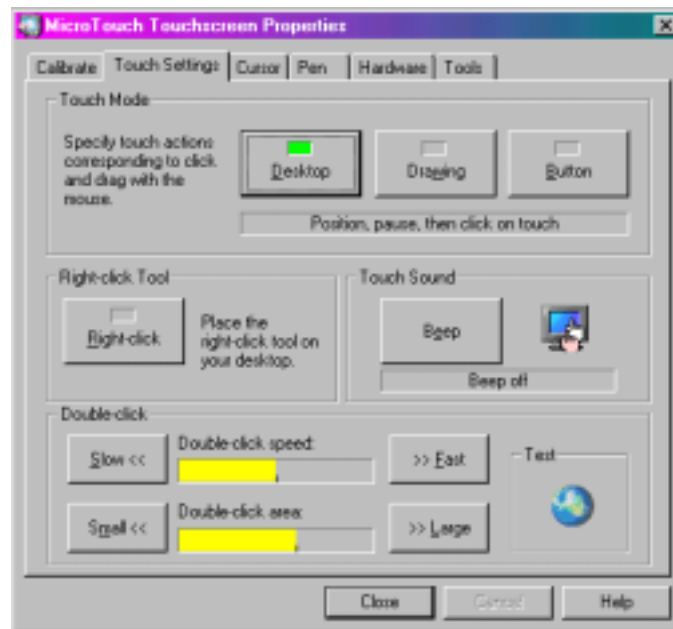 MicroTouch Touchscreen Properties
Calibrate Touch Settings Cursor Pen Hardware Tools
Touch Mode
Specify touch actions
corresponding to click
and drag with the
mouse.
Desktop Drawing Button
Position, pause, then click on touch
Right-click Tool
Right-click
Place the
right-click tool on
your desktop.
Touch Sound
Beep
Beep off
Double-click
Slow << Double-click speed: >> Fast
Test
Small << Double-click area: >> Large
Close Cancel Help